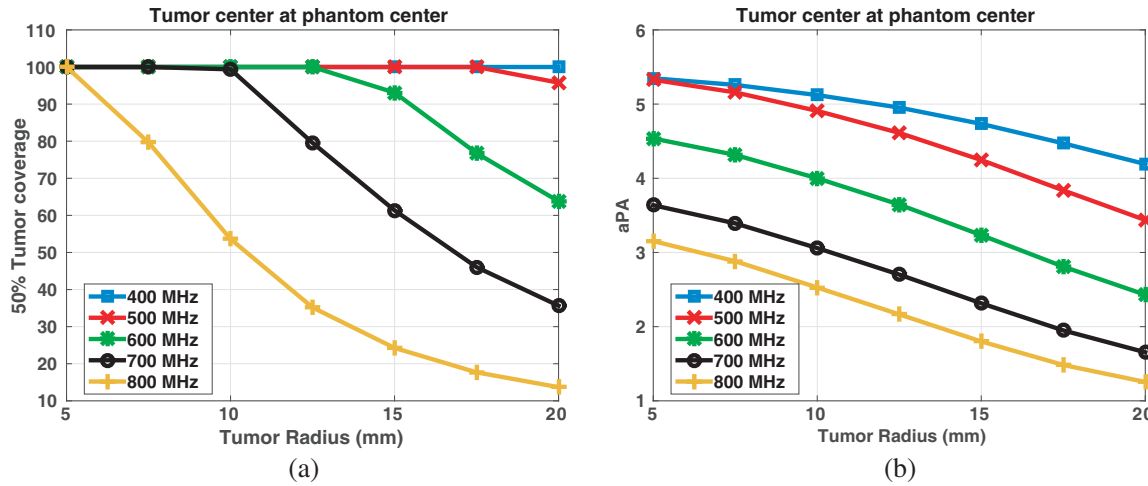 Tumor center at phantom center
110
100
90
80
70
60
50
40
30
20
10
50% Tumor coverage
400 MHz
500 MHz
600 MHz
700 MHz
800 MHz
5
10
15
20
Tumor Radius (mm)
(a)
Tumor center at phantom center
6
5
4
3
2
1
aPA
400 MHz
500 MHz
600 MHz
700 MHz
800 MHz
5
10
15
20
Tumor Radius (mm)
(b)